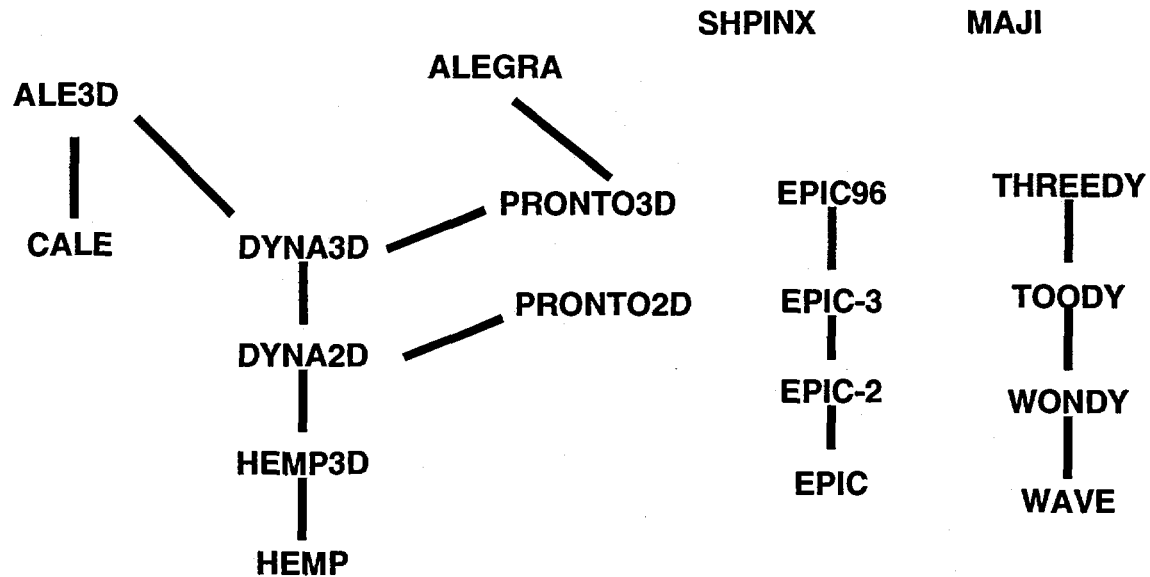 SHPINX
MAJI
ALEGRA
ALE3D
EPIC96
THREEDY
PRONTO3D
CALE
DYNA3D
PRONTO2D
EPIC-3
TOODY
DYNA2D
EPIC-2
WONDY
HEMP3D
EPIC
WAVE
HEMP